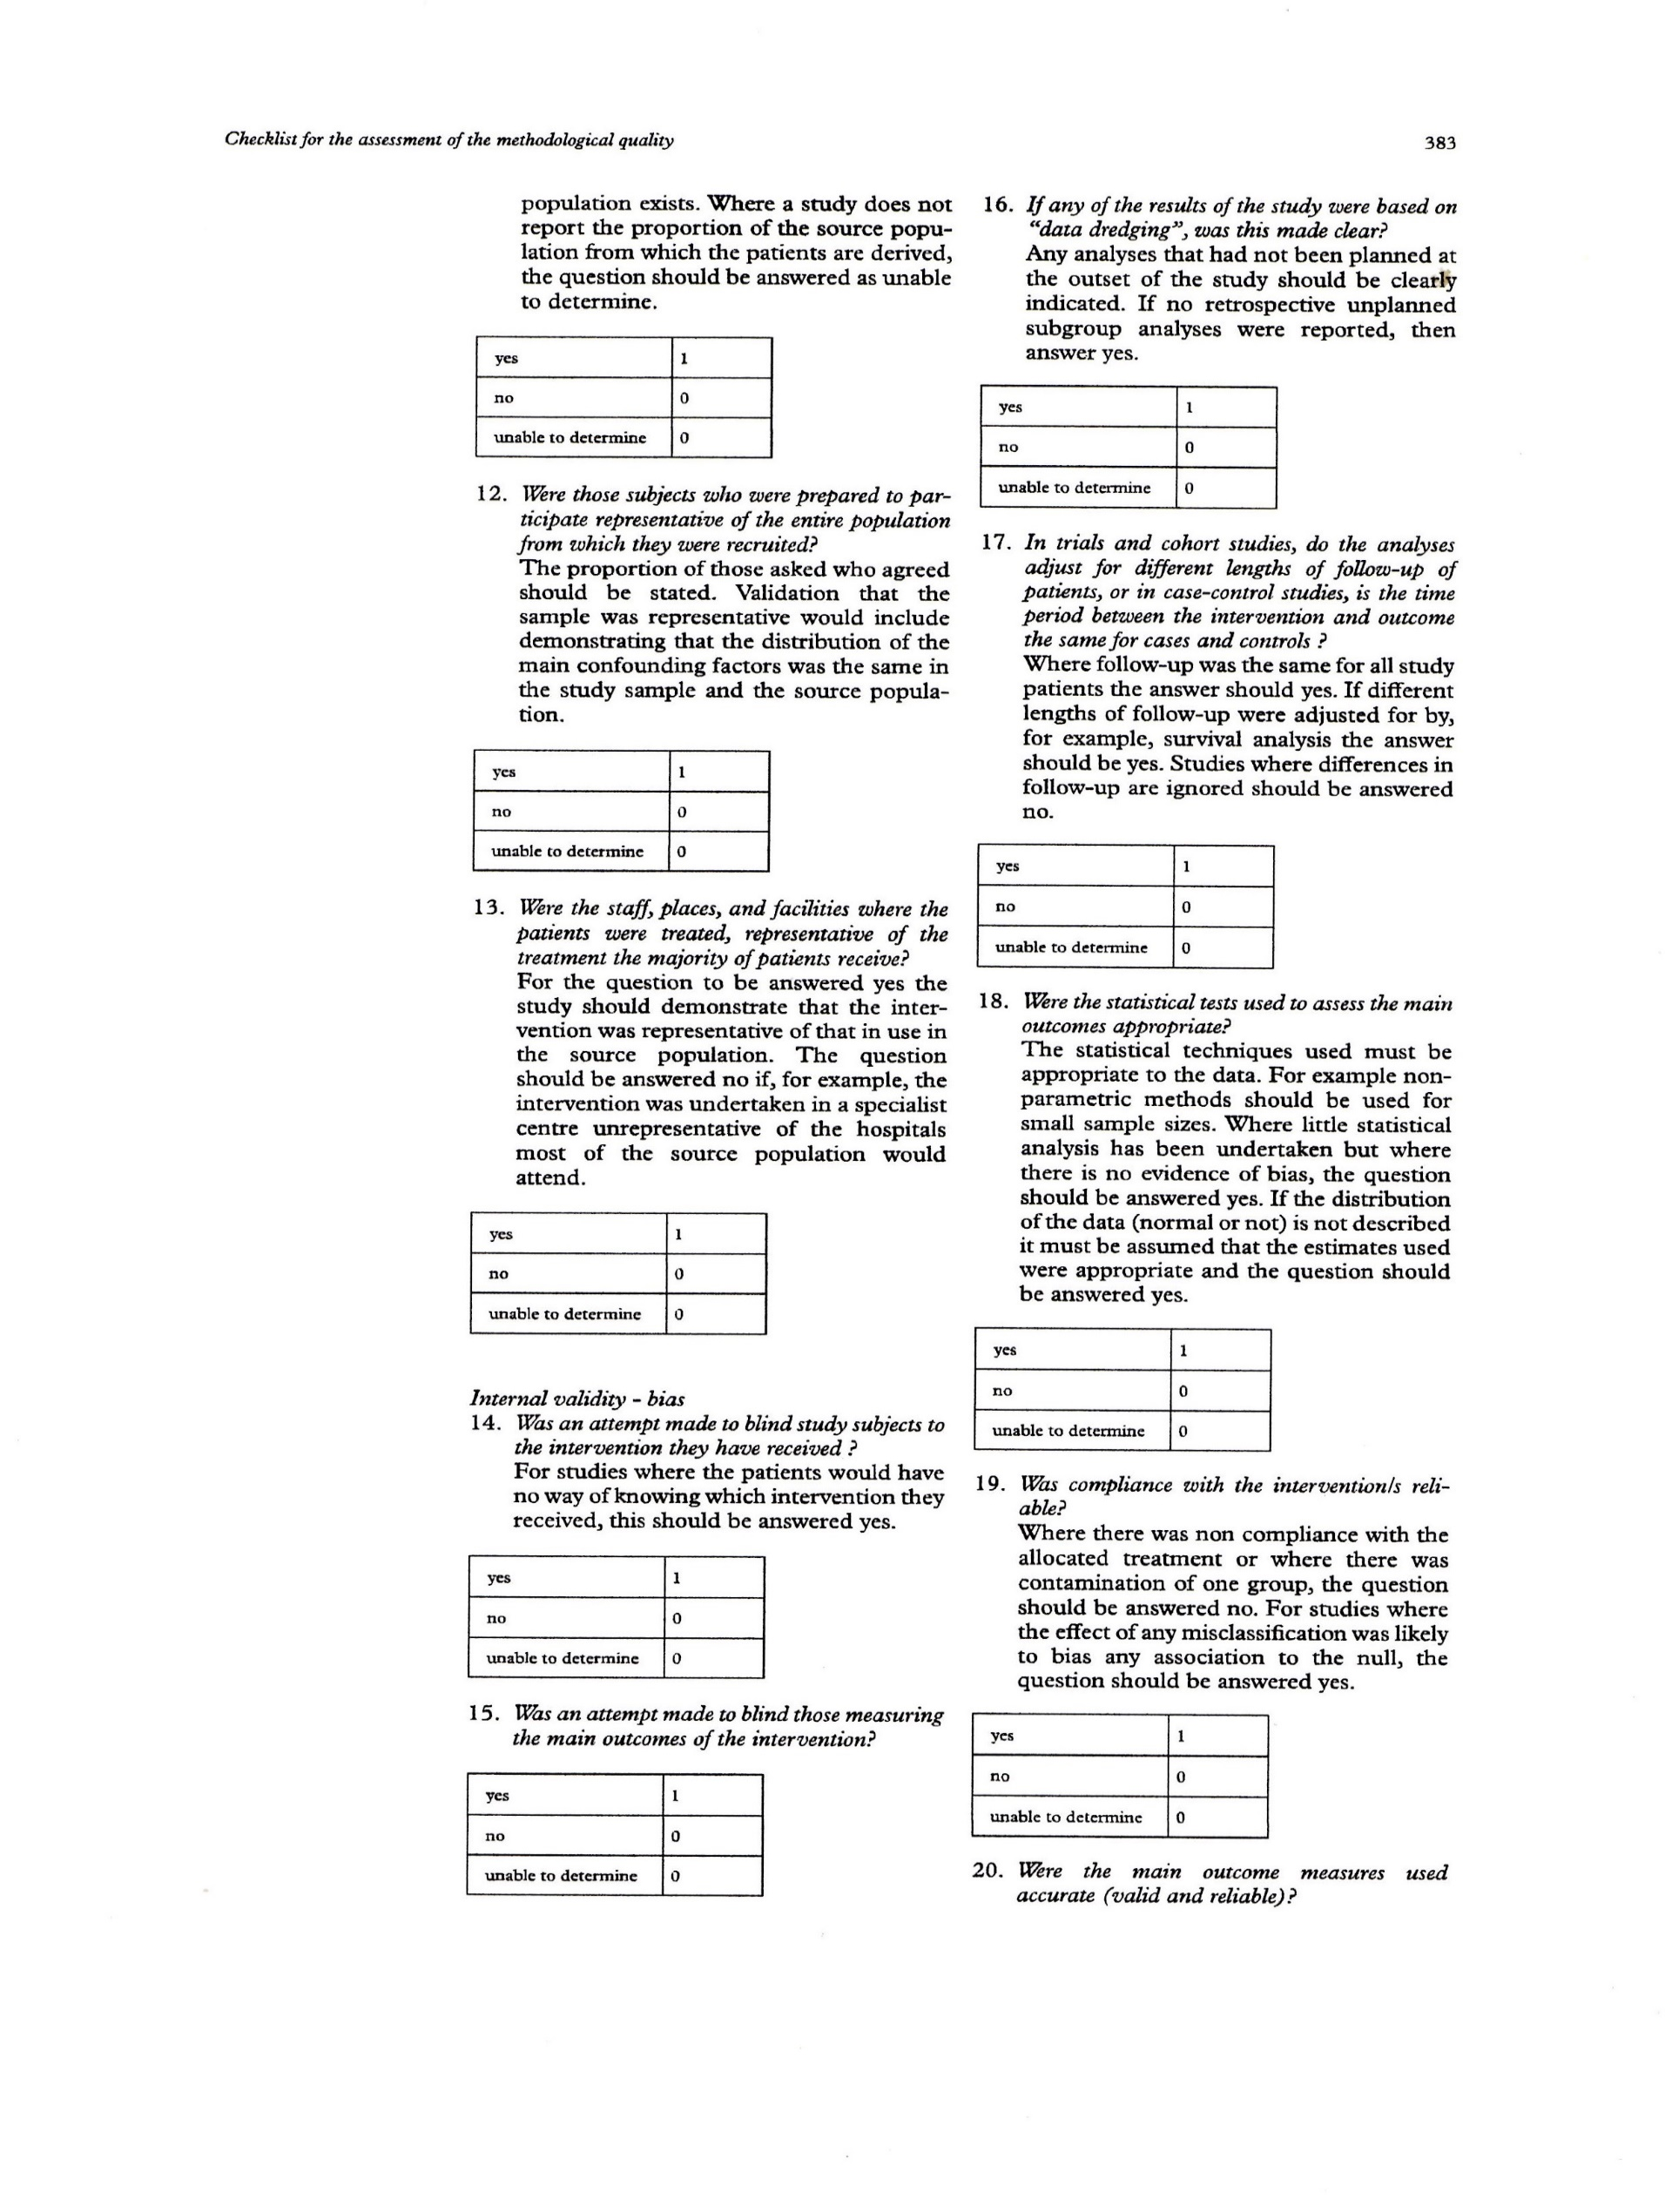 Checklist for the assessment of the methodological quality
383
population exists. Where a study does not
report the proportion of the source popu-
lation from which the patients are derived,
the question should be answered as unable
to determine.
yes 1
no 0
unable to determine 0
12. Were those subjects who were prepared to par-
ticipate representative of the entire population
from which they were recruited?
The proportion of those asked who agreed
should be stated. Validation that the
sample was representative would include
demonstrating that the distribution of the
main confounding factors was the same in
the study sample and the source popula-
tion.
yes 1
no 0
unable to determine 0
13. Were the staff, places, and facilities where the
patients were treated, representative of the
treatment the majority of patients receive?
For the question to be answered yes the
study should demonstrate that the inter-
vention was representative of that in use in
the source population. The question
should be answered no if, for example, the
intervention was undertaken in a specialist
centre unrepresentative of the hospitals
most of the source population would
attend.
yes 1
no 0
unable to determine 0
Internal validity - bias
14. Was an attempt made to blind study subjects to
the intervention they have received ?
For studies where the patients would have
no way of knowing which intervention they
received, this should be answered yes.
yes 1
no 0
unable to determine 0
15. Was an attempt made to blind those measuring
the main outcomes of the intervention?
yes 1
no 0
unable to determine 0
16. If any of the results of the study were based on
“data dredging”, was this made clear?
Any analyses that had not been planned at
the outset of the study should be clearly
indicated. If no retrospective unplanned
subgroup analyses were reported, then
answer yes.
yes 1
no 0
unable to determine 0
17. In trials and cohort studies, do the analyses
adjust for different lengths of follow-up of
patients, or in case-control studies, is the time
period between the intervention and outcome
the same for cases and controls ?
Where follow-up was the same for all study
patients the answer should yes. If different
lengths of follow-up were adjusted for by,
for example, survival analysis the answer
should be yes. Studies where differences in
follow-up are ignored should be answered
no.
yes 1
no 0
unable to determine 0
18. Were the statistical tests used to assess the main
outcomes appropriate?
The statistical techniques used must be
appropriate to the data. For example non-
parametric methods should be used for
small sample sizes. Where little statistical
analysis has been undertaken but where
there is no evidence of bias, the question
should be answered yes. If the distribution
of the data (normal or not) is not described
it must be assumed that the estimates used
were appropriate and the question should
be answered yes.
yes 1
no 0
unable to determine 0
19. Was compliance with the intervention/s reli-
able?
Where there was non compliance with the
allocated treatment or where there was
contamination of one group, the question
should be answered no. For studies where
the effect of any misclassification was likely
to bias any association to the null, the
question should be answered yes.
yes 1
no 0
unable to determine 0
20. Were the main outcome measures used
accurate (valid and reliable)?